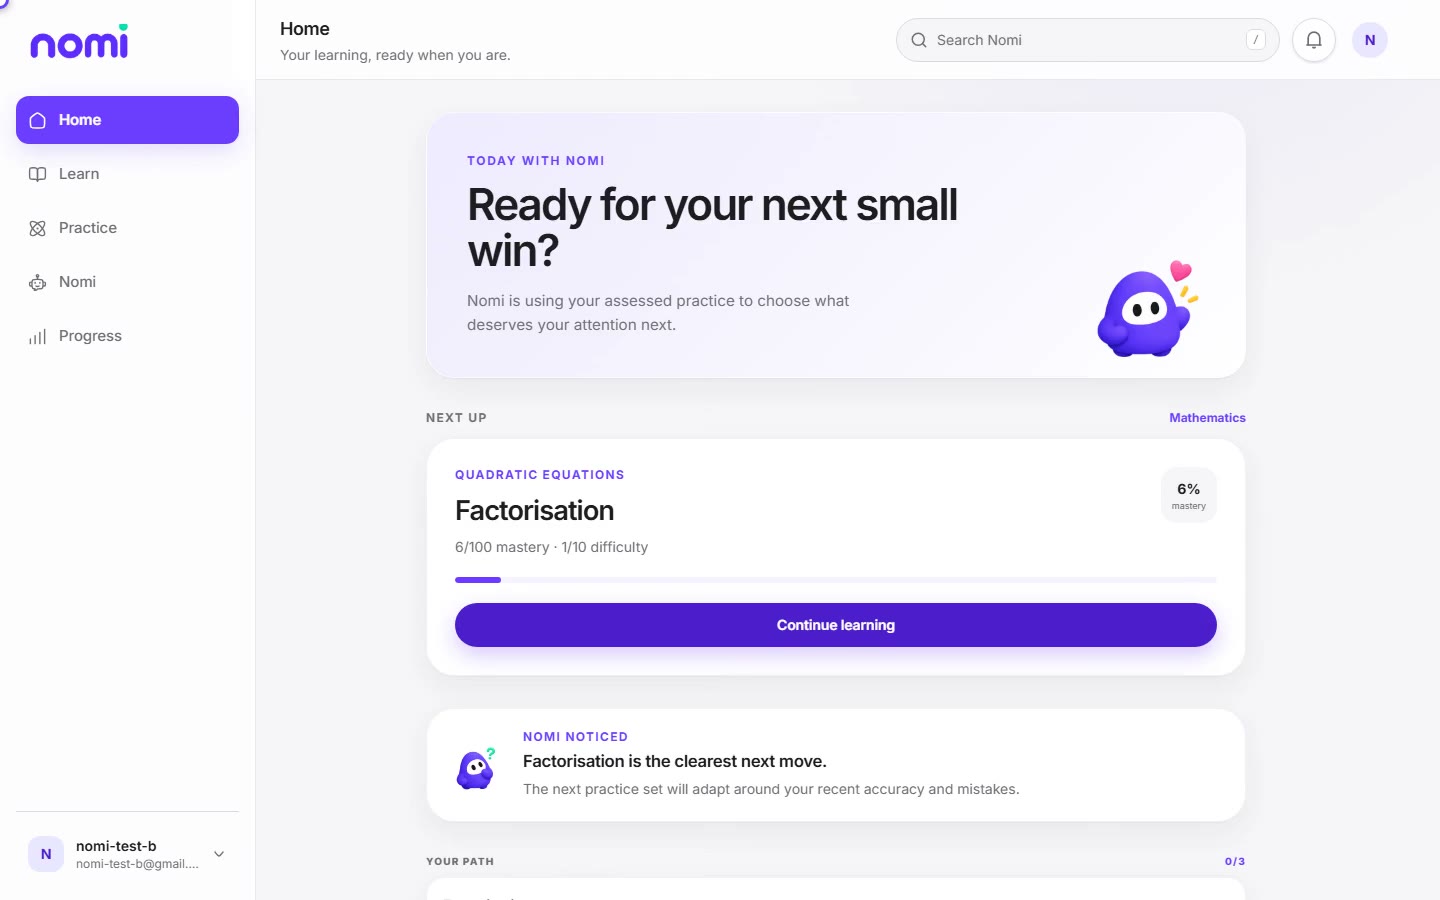 nomi
Home
Learn
Practice
Nomi
Progress
N
nomi-test-b
nomi-test-b@gmail....
Home
Your learning, ready when you are.
Search Nomi
/
N
TODAY WITH NOMI
Ready for your next small
win?
Nomi is using your assessed practice to choose what
deserves your attention next.
NEXT UP
Mathematics
QUADRATIC EQUATIONS
Factorisation
6/100 mastery · 1/10 difficulty
6%
mastery
Continue learning
?
NOMI NOTICED
Factorisation is the clearest next move.
The next practice set will adapt around your recent accuracy and mistakes.
YOUR PATH
0/3